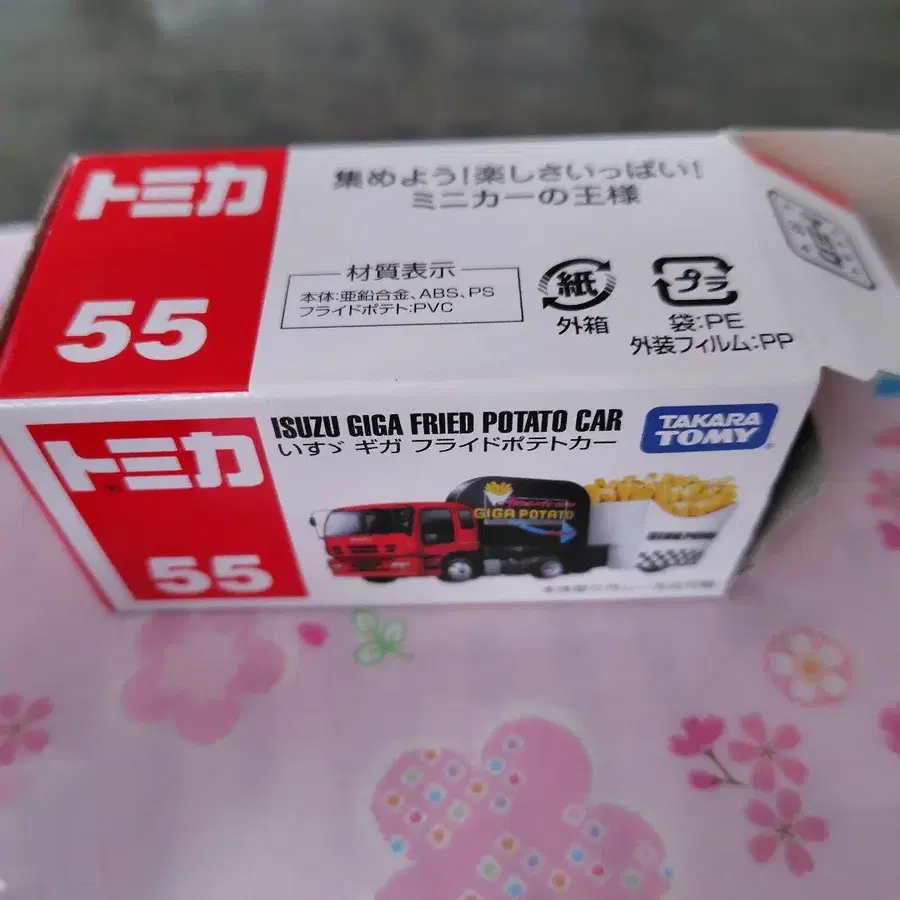 トミカ
55
集めよう!楽しさいっぱい!
ミニカーの王様
材質表示
本体:亜鉛合金、ABS、PS
フライドポテト:PVC
紙
外箱
プラ
袋:PE
外装フィルム:PP
OPEN
トミカ
55
ISUZU GIGA FRIED POTATO CAR
いすゞ ギガ フライドポテトカー
TAKARA
TOMY
GIGA POTATO